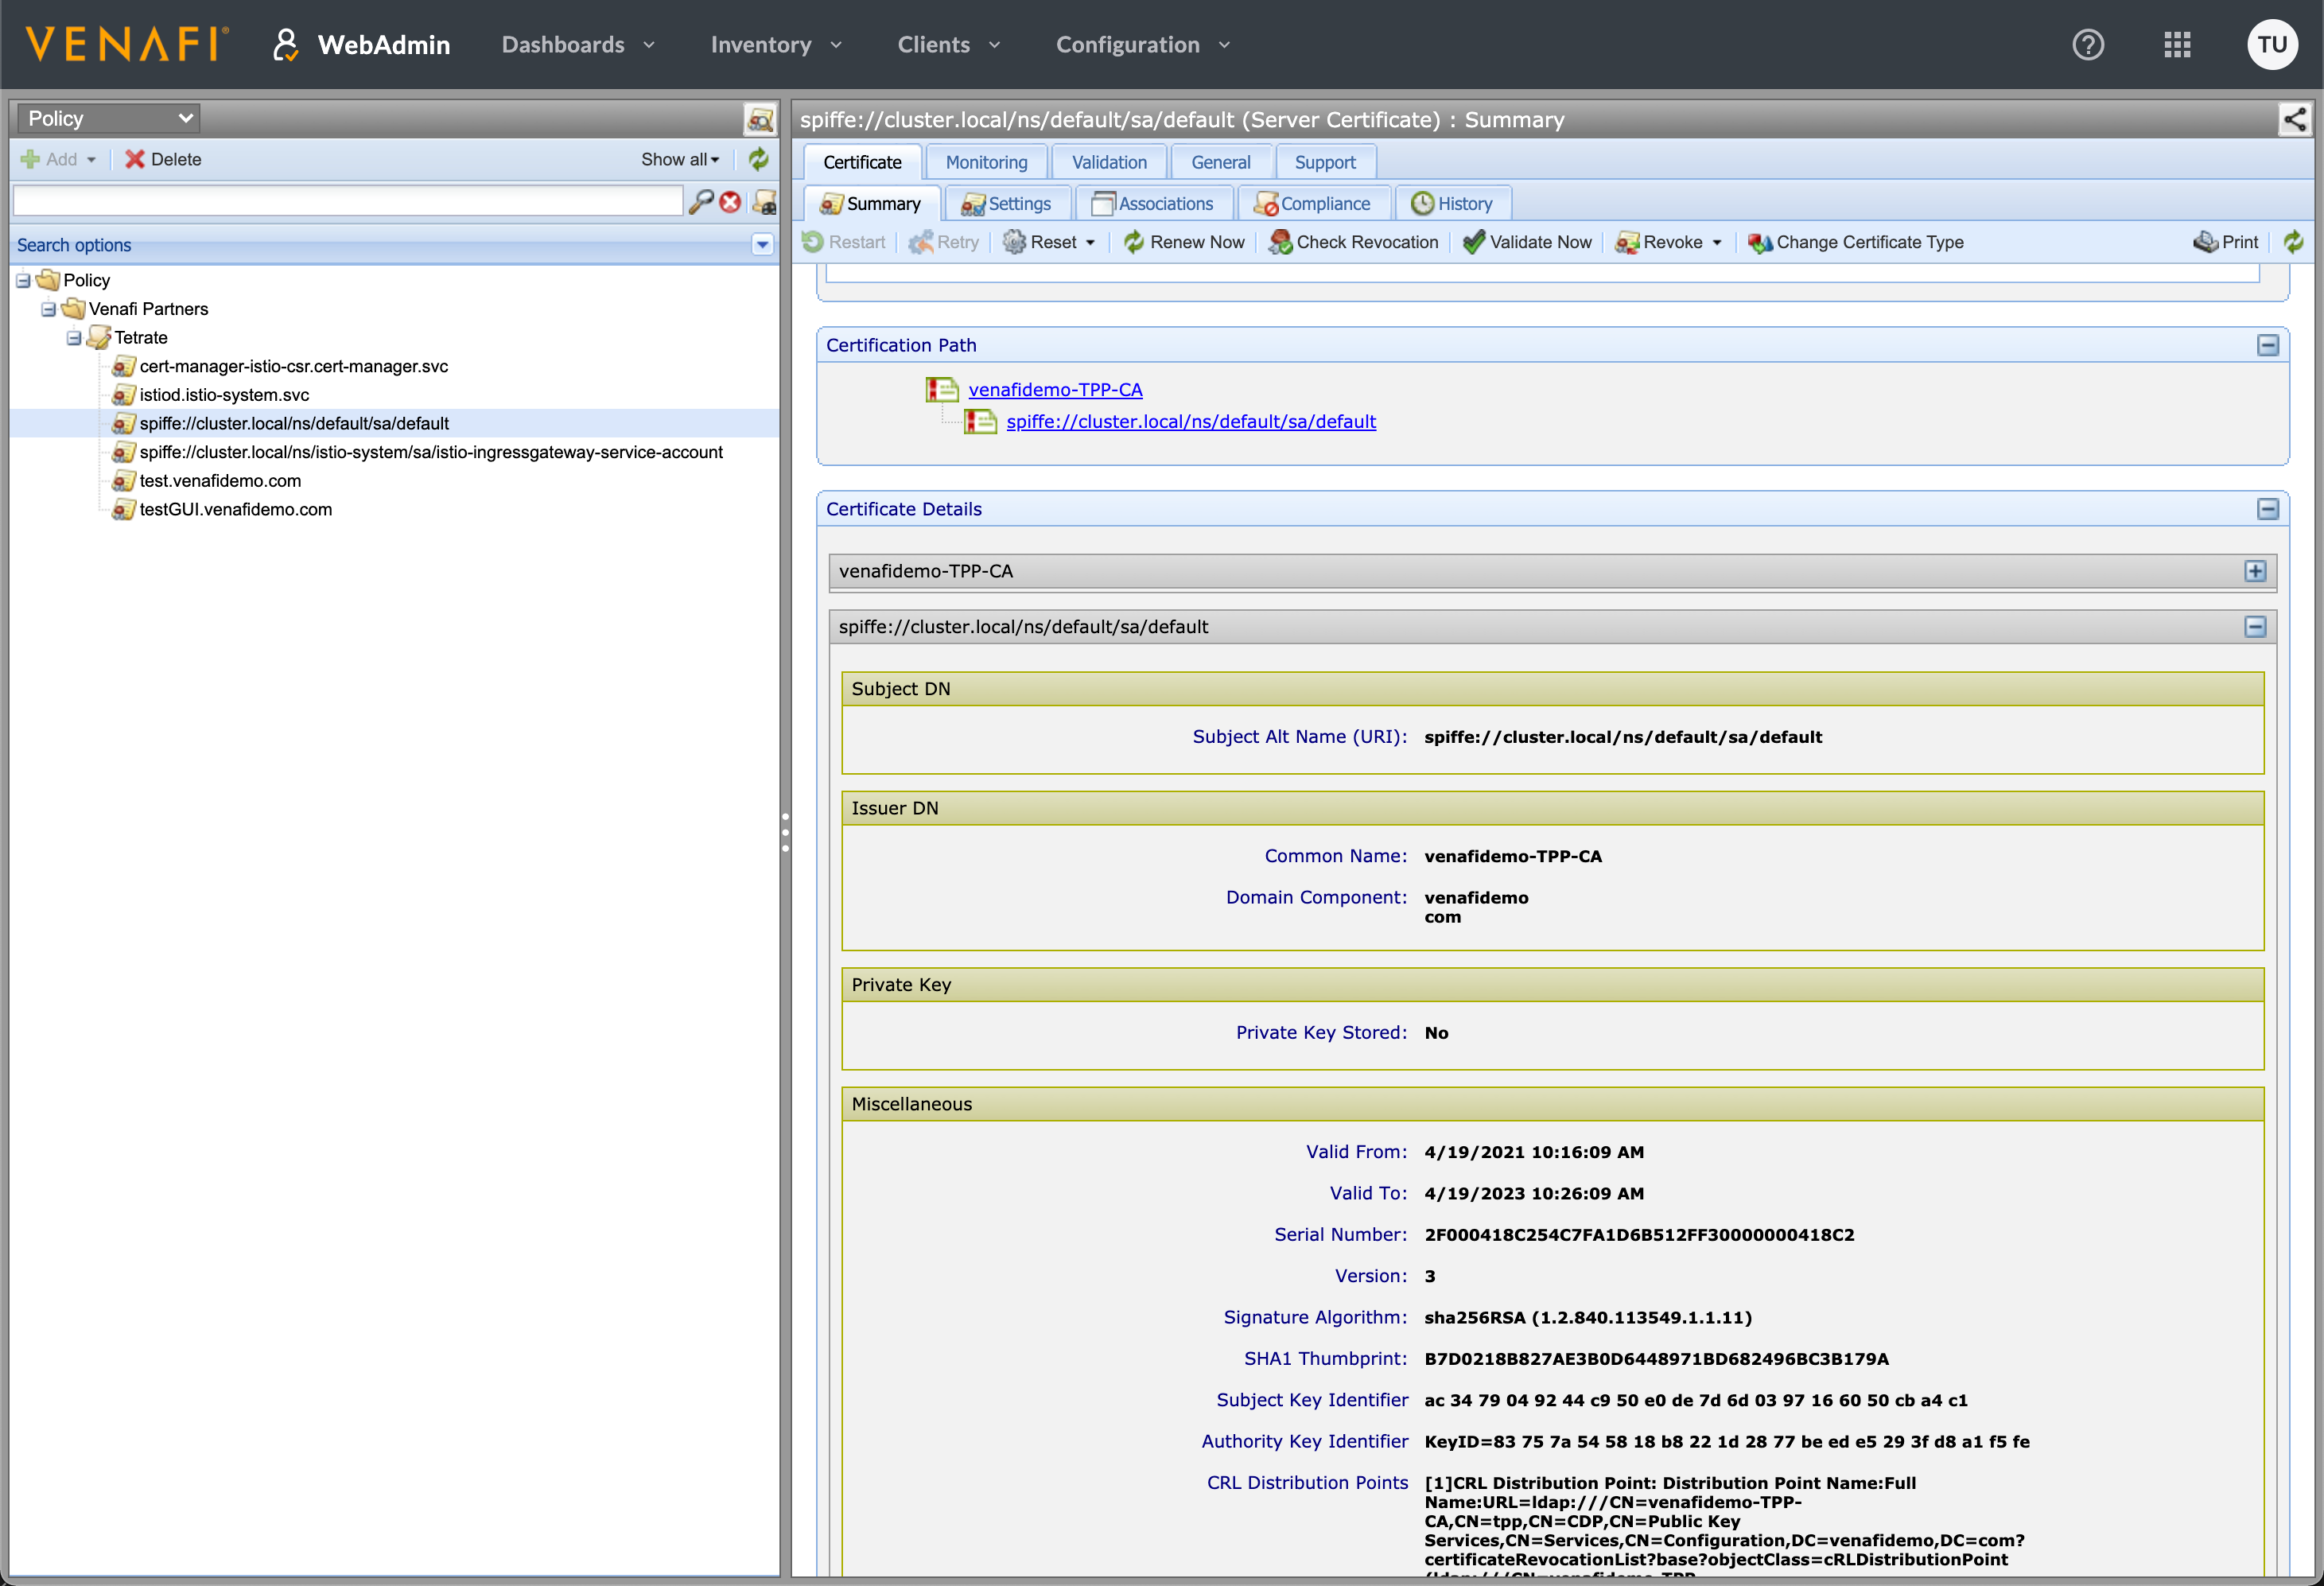 VENAFI®
WebAdmin
Dashboards
Inventory
Clients
Configuration
TU
Policy
Add
Delete
Show all
Search options
Policy
Venafi Partners
Tetrate
cert-manager-istio-csr.cert-manager.svc
istiod.istio-system.svc
spiffe://cluster.local/ns/default/sa/default
spiffe://cluster.local/ns/istio-system/sa/istio-ingressgateway-service-account
test.venafidemo.com
testGUI.venafidemo.com
spiffe://cluster.local/ns/default/sa/default (Server Certificate) : Summary
Certificate
Monitoring
Validation
General
Support
Summary
Settings
Associations
Compliance
History
Restart
Retry
Reset
Renew Now
Check Revocation
Validate Now
Revoke
Change Certificate Type
Print
Certification Path
venafidemo-TPP-CA
spiffe://cluster.local/ns/default/sa/default
Certificate Details
venafidemo-TPP-CA
spiffe://cluster.local/ns/default/sa/default
Subject DN
Subject Alt Name (URI): spiffe://cluster.local/ns/default/sa/default
Issuer DN
Common Name: venafidemo-TPP-CA
Domain Component: venafidemo
com
Private Key
Private Key Stored: No
Miscellaneous
Valid From: 4/19/2021 10:16:09 AM
Valid To: 4/19/2023 10:26:09 AM
Serial Number: 2F000418C254C7FA1D6B512FF30000000418C2
Version: 3
Signature Algorithm: sha256RSA (1.2.840.113549.1.1.11)
SHA1 Thumbprint: B7D0218B827AE3B0D6448971BD682496BC3B179A
Subject Key Identifier ac 34 79 04 92 44 c9 50 e0 de 7d 6d 03 97 16 60 50 cb a4 c1
Authority Key Identifier KeyID=83 75 7a 54 58 18 b8 22 1d 28 77 be ed e5 29 3f d8 a1 f5 fe
CRL Distribution Points [1]CRL Distribution Point: Distribution Point Name:Full
Name:URL=ldap:///CN=venafidemo-TPP-
CA,CN=tpp,CN=CDP,CN=Public Key
Services,CN=Services,CN=Configuration,DC=venafidemo,DC=com?
certificateRevocationList?base?objectClass=cRLDistributionPoint